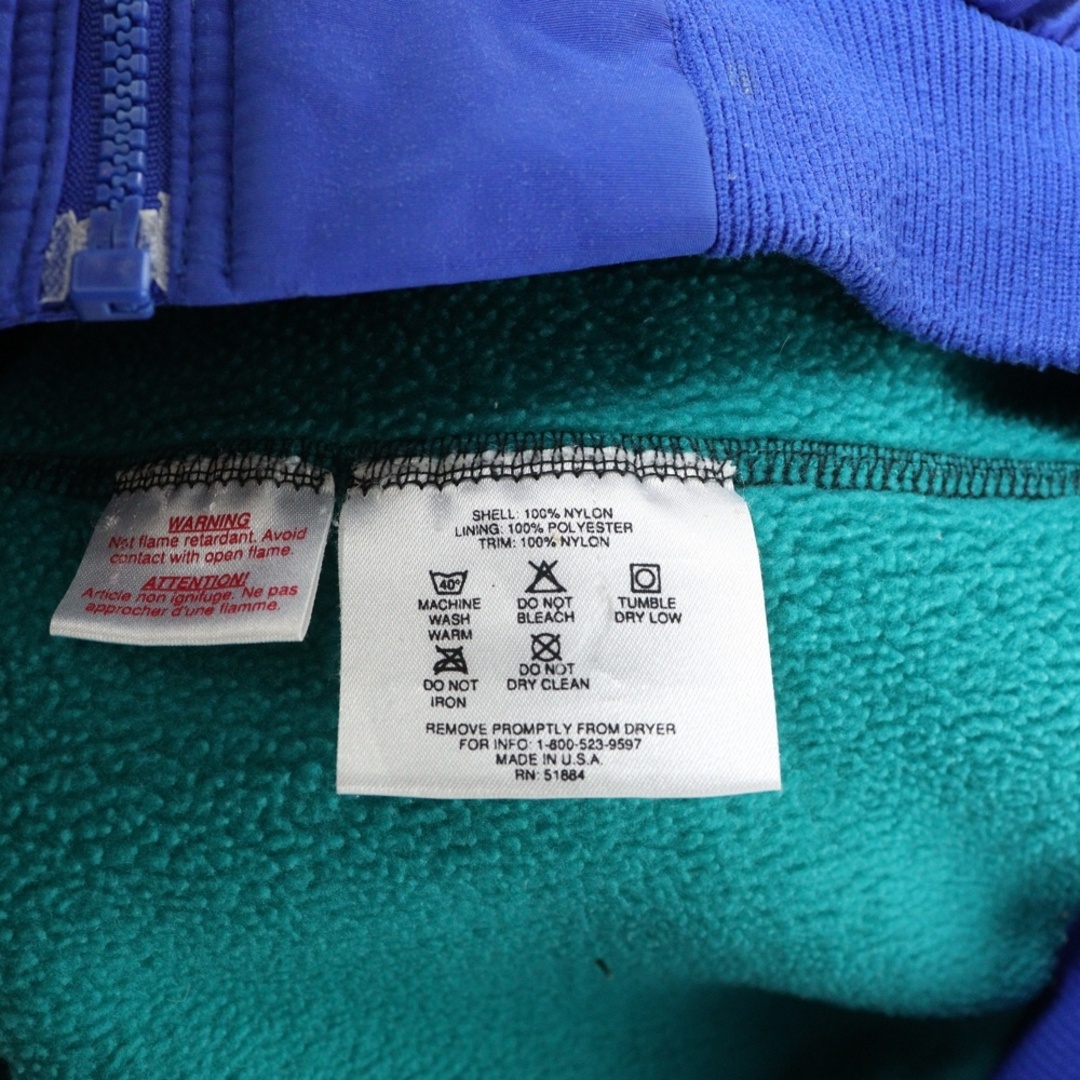 WARNING
Not flame retardant. Avoid
contact with open flame.
ATTENTION!
Article non ignifuge. Ne pas
approcher d'une flamme.
SHELL: 100% NYLON
LINING: 100% POLYESTER
TRIM: 100% NYLON
40°
MACHINE
WASH
WARM
DO NOT
BLEACH
TUMBLE
DRY LOW
DO NOT
IRON
DO NOT
DRY CLEAN
REMOVE PROMPTLY FROM DRYER
FOR INFO: 1-800-523-9597
MADE IN U.S.A.
RN: 51884